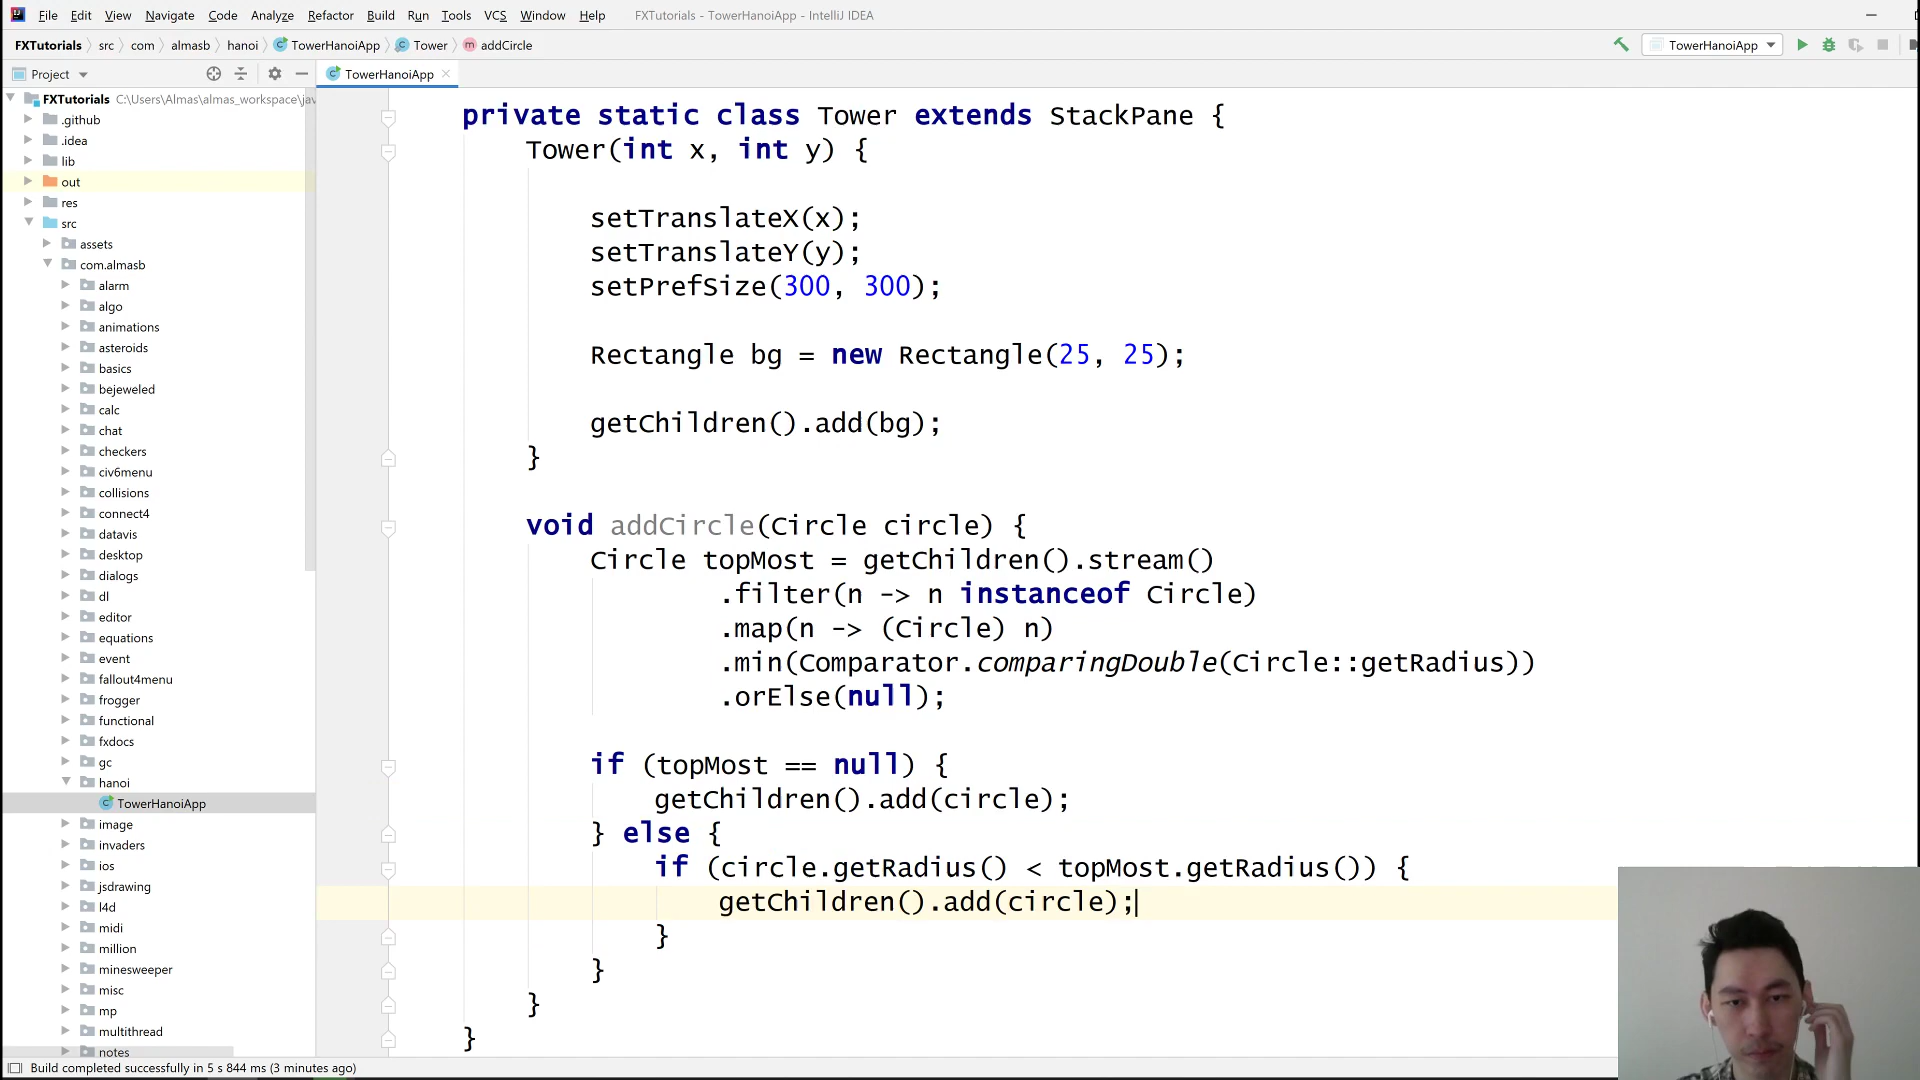 File Edit View Navigate Code Analyze Refactor Build Run Tools VCS Window Help FXTutorials - TowerHanoiApp - IntelliJ IDEA
FXTutorials src com almasb hanoi TowerHanoiApp Tower addCircle TowerHanoiApp
Project TowerHanoiApp
FXTutorials C:\Users\Almas\almas_workspace\jav
.github
.idea
lib
out
res
src
assets
com.almasb
alarm
algo
animations
asteroids
basics
bejeweled
calc
chat
checkers
civ6menu
collisions
connect4
datavis
desktop
dialogs
dl
editor
equations
event
fallout4menu
frogger
functional
fxdocs
gc
hanoi
TowerHanoiApp
image
invaders
ios
jsdrawing
l4d
midi
million
minesweeper
misc
mp
multithread
notes
private static class Tower extends StackPane {
Tower(int x, int y) {
setTranslateX(x);
setTranslateY(y);
setPrefSize(300, 300);
Rectangle bg = new Rectangle(25, 25);
getChildren().add(bg);
}
void addCircle(Circle circle) {
Circle topMost = getChildren().stream()
.filter(n -> n instanceof Circle)
.map(n -> (Circle) n)
.min(Comparator.comparingDouble(Circle::getRadius))
.orElse(null);
if (topMost == null) {
getChildren().add(circle);
} else {
if (circle.getRadius() < topMost.getRadius()) {
getChildren().add(circle);
}
}
}
}
Build completed successfully in 5 s 844 ms (3 minutes ago)